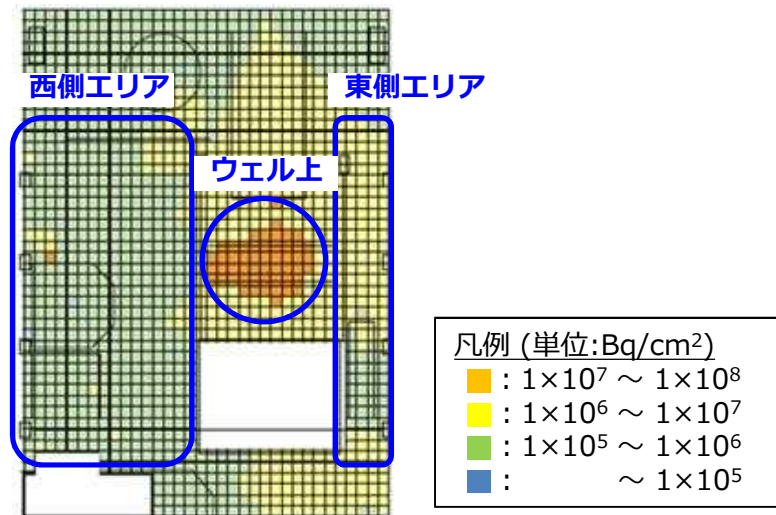 西側エリア
東側エリア
ウェル上
凡例 (単位:Bq/cm²)
: 1×10⁷ ～ 1×10⁸
: 1×10⁶ ～ 1×10⁷
: 1×10⁵ ～ 1×10⁶
: ～ 1×10⁵